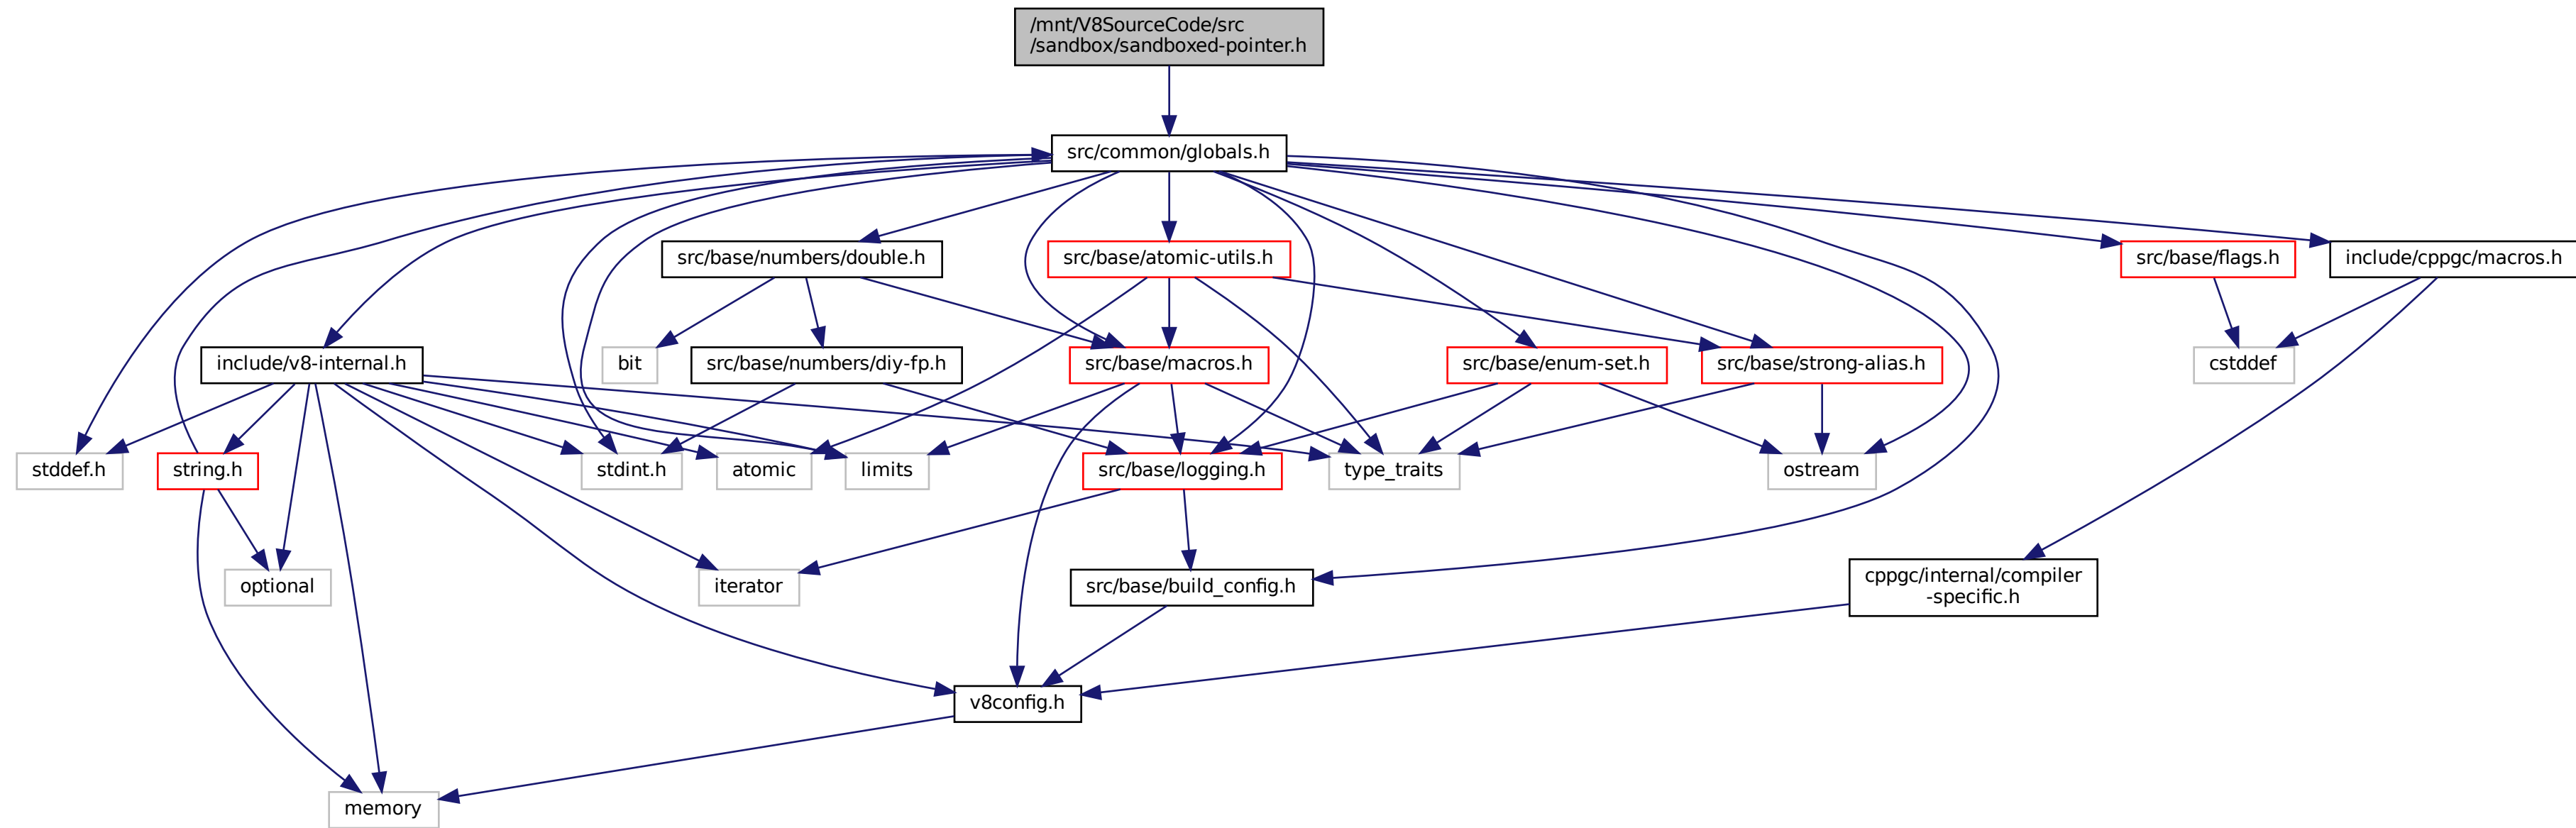 /mnt/V8SourceCode/src
/sandbox/sandboxed-pointer.h
src/common/globals.h
src/base/numbers/double.h
src/base/atomic-utils.h
src/base/flags.h
include/cppgc/macros.h
include/v8-internal.h
bit
src/base/numbers/diy-fp.h
src/base/macros.h
src/base/enum-set.h
src/base/strong-alias.h
cstddef
stddef.h
string.h
stdint.h
atomic
limits
src/base/logging.h
type_traits
ostream
optional
iterator
src/base/build_config.h
cppgc/internal/compiler
-specific.h
v8config.h
memory